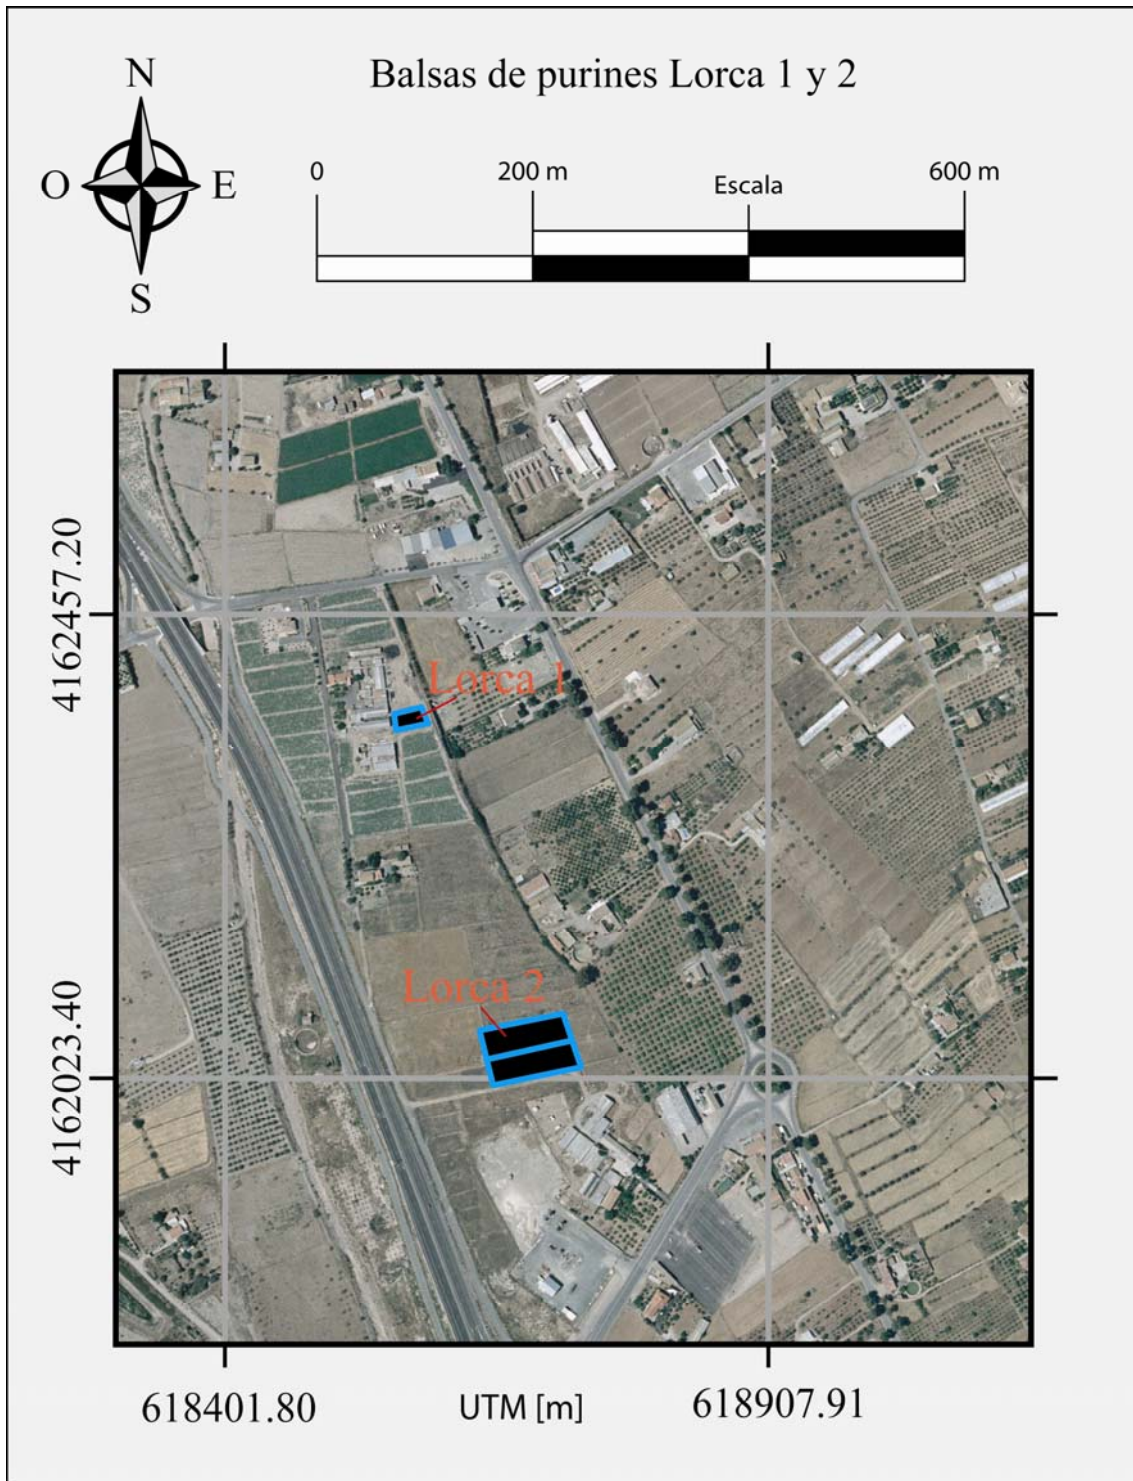 Balsas de purines Lorca 1 y 2
N
O
E
S
0
200 m
Escala
600 m
4162457.20
Lorca 1
Lorca 2
4162023.40
618401.80
UTM [m]
618907.91